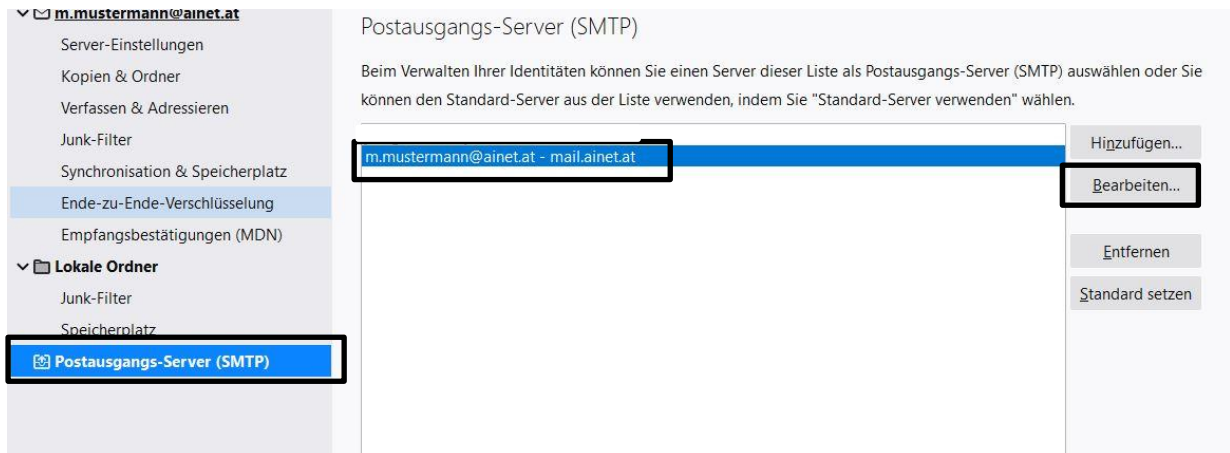 m.mustermann@ainet.at
Server-Einstellungen
Kopien & Ordner
Verfassen & Adressieren
Junk-Filter
Synchronisation & Speicherplatz
Ende-zu-Ende-Verschlüsselung
Empfangsbestätigungen (MDN)
Lokale Ordner
Junk-Filter
Speicherplatz
Postausgangs-Server (SMTP)
Postausgangs-Server (SMTP)
Beim Verwalten Ihrer Identitäten können Sie einen Server dieser Liste als Postausgangs-Server (SMTP) auswählen oder Sie
können den Standard-Server aus der Liste verwenden, indem Sie "Standard-Server verwenden" wählen.
m.mustermann@ainet.at - mail.ainet.at
Hinzufügen...
Bearbeiten...
Entfernen
Standard setzen